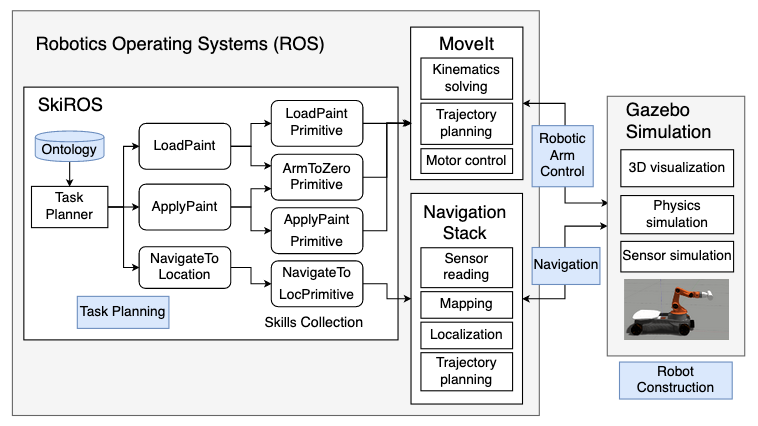 Robotics Operating Systems (ROS)
SkiROS
Ontology
Task
Planner
LoadPaint
ApplyPaint
NavigateTo
Location
LoadPaint
Primitive
ArmToZero
Primitive
ApplyPaint
Primitive
NavigateTo
LocPrimitive
Task Planning
Skills Collection
MoveIt
Kinematics
solving
Trajectory
planning
Motor control
Navigation
Stack
Sensor
reading
Mapping
Localization
Trajectory
planning
Robotic
Arm
Control
Navigation
Gazebo
Simulation
3D visualization
Physics
simulation
Sensor simulation
Robot
Construction